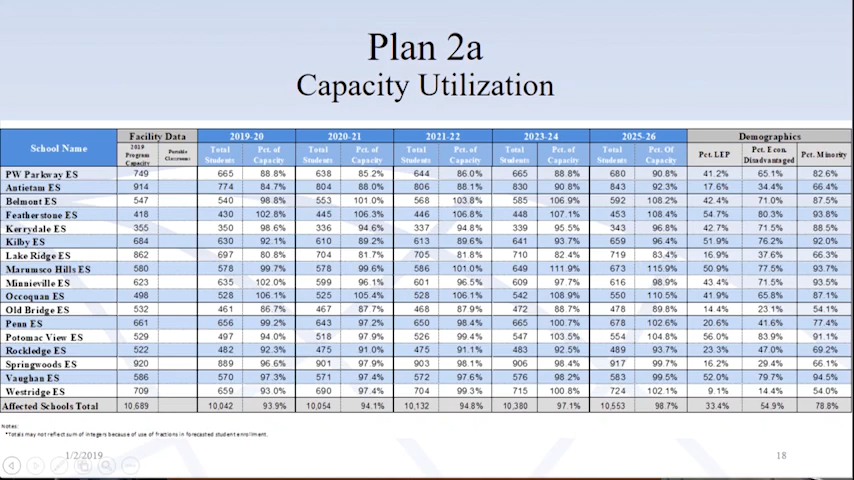 Plan 2a
Capacity Utilization
School Name Facility Data 2019-20 2020-21 2021-22 2023-24 2025-26 Demographics
2019 Program Capacity Portable Classrooms Total Students Pct. of Capacity Total Students Pct. of Capacity Total Students Pct. of Capacity Total Students Pct. of Capacity Total Students Pct. Of Capacity Pct. LEP Pct. Econ. Disadvantaged Pct. Minority
PW Parkway ES 749 665 88.8% 638 85.2% 644 86.0% 665 88.8% 680 90.8% 41.2% 65.1% 82.6%
Antietam ES 914 774 84.7% 804 88.0% 806 88.1% 830 90.8% 843 92.3% 17.6% 34.4% 66.4%
Belmont ES 547 540 98.8% 553 101.0% 568 103.8% 585 106.9% 592 108.2% 42.4% 71.0% 87.5%
Featherstone ES 418 430 102.8% 445 106.3% 446 106.8% 448 107.1% 453 108.4% 54.7% 80.3% 93.8%
Kerrydale ES 355 350 98.6% 336 94.6% 337 94.8% 339 95.5% 343 96.8% 42.7% 71.5% 88.5%
Kilby ES 684 630 92.1% 610 89.2% 613 89.6% 641 93.7% 659 96.4% 51.9% 76.2% 92.0%
Lake Ridge ES 862 697 80.8% 704 81.7% 705 81.8% 710 82.4% 719 83.4% 16.9% 37.6% 66.3%
Marumsco Hills ES 580 578 99.7% 578 99.6% 586 101.0% 649 111.9% 673 115.9% 50.9% 77.5% 93.7%
Minnieville ES 623 635 102.0% 599 96.1% 601 96.5% 609 97.7% 616 98.9% 43.4% 71.5% 93.5%
Occoquan ES 498 528 106.1% 525 105.4% 528 106.1% 542 108.9% 550 110.5% 41.9% 65.8% 87.1%
Old Bridge ES 532 461 86.7% 467 87.7% 468 87.9% 472 88.7% 478 89.8% 14.4% 23.1% 54.1%
Penn ES 661 656 99.2% 643 97.2% 650 98.4% 665 100.7% 678 102.6% 20.6% 41.6% 77.4%
Potomac View ES 529 497 94.0% 518 97.9% 526 99.4% 547 103.5% 554 104.8% 56.0% 83.9% 91.1%
Rockledge ES 522 482 92.3% 475 91.0% 475 91.1% 483 92.5% 489 93.7% 23.3% 47.0% 69.2%
Springwoods ES 920 889 96.6% 901 97.9% 903 98.1% 906 98.4% 917 99.7% 16.2% 29.4% 66.1%
Vaughan ES 586 570 97.3% 571 97.4% 572 97.6% 576 98.2% 583 99.5% 52.0% 79.7% 94.5%
Westridge ES 709 659 93.0% 690 97.4% 704 99.3% 715 100.8% 724 102.1% 9.1% 14.4% 54.0%
Affected Schools Total 10,689 10,042 93.9% 10,054 94.1% 10,132 94.8% 10,380 97.1% 10,553 98.7% 33.4% 54.9% 78.8%
Notes:
*Totals may not reflect sum of integers because of use of fractions in forecasted student enrollment.
1/2/2019 18